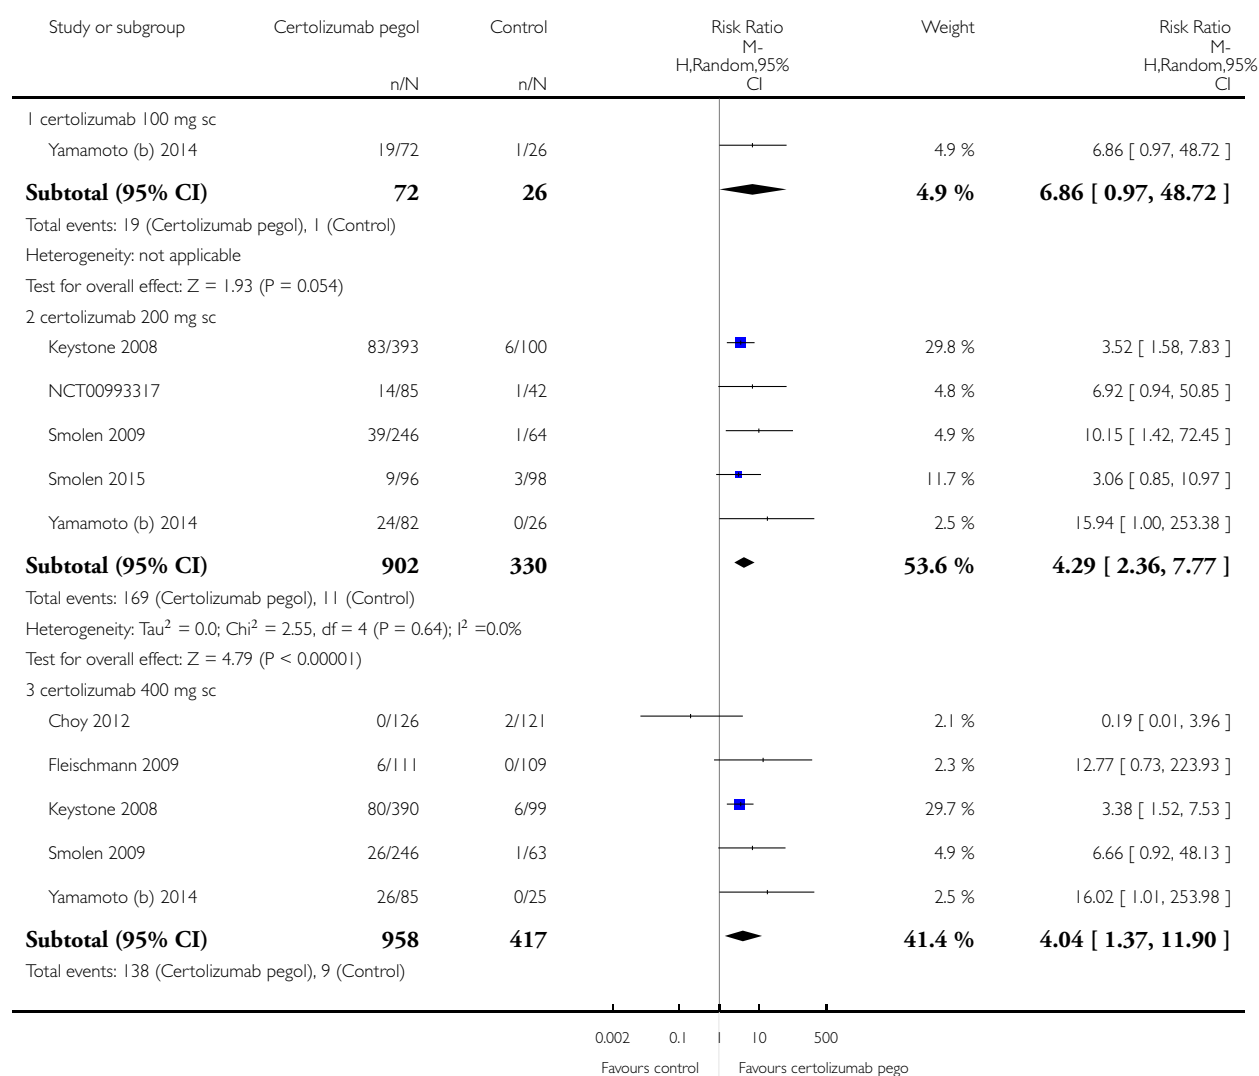 Study or subgroup Certolizumab pegol Control Risk Ratio Weight Risk Ratio
M- M-
H,Random,95% H,Random,95%
n/N n/N CI CI
1 certolizumab 100 mg sc
Yamamoto (b) 2014 19/72 1/26 4.9 % 6.86 [ 0.97, 48.72 ]
Subtotal (95% CI) 72 26 4.9 % 6.86 [ 0.97, 48.72 ]
Total events: 19 (Certolizumab pegol), 1 (Control)
Heterogeneity: not applicable
Test for overall effect: Z = 1.93 (P = 0.054)
2 certolizumab 200 mg sc
Keystone 2008 83/393 6/100 29.8 % 3.52 [ 1.58, 7.83 ]
NCT00993317 14/85 1/42 4.8 % 6.92 [ 0.94, 50.85 ]
Smolen 2009 39/246 1/64 4.9 % 10.15 [ 1.42, 72.45 ]
Smolen 2015 9/96 3/98 11.7 % 3.06 [ 0.85, 10.97 ]
Yamamoto (b) 2014 24/82 0/26 2.5 % 15.94 [ 1.00, 253.38 ]
Subtotal (95% CI) 902 330 53.6 % 4.29 [ 2.36, 7.77 ]
Total events: 169 (Certolizumab pegol), 11 (Control)
Heterogeneity: Tau² = 0.0; Chi² = 2.55, df = 4 (P = 0.64); I² =0.0%
Test for overall effect: Z = 4.79 (P < 0.00001)
3 certolizumab 400 mg sc
Choy 2012 0/126 2/121 2.1 % 0.19 [ 0.01, 3.96 ]
Fleischmann 2009 6/111 0/109 2.3 % 12.77 [ 0.73, 223.93 ]
Keystone 2008 80/390 6/99 29.7 % 3.38 [ 1.52, 7.53 ]
Smolen 2009 26/246 1/63 4.9 % 6.66 [ 0.92, 48.13 ]
Yamamoto (b) 2014 26/85 0/25 2.5 % 16.02 [ 1.01, 253.98 ]
Subtotal (95% CI) 958 417 41.4 % 4.04 [ 1.37, 11.90 ]
Total events: 138 (Certolizumab pegol), 9 (Control)
0.002 0.1 1 10 500
Favours control Favours certolizumab pego